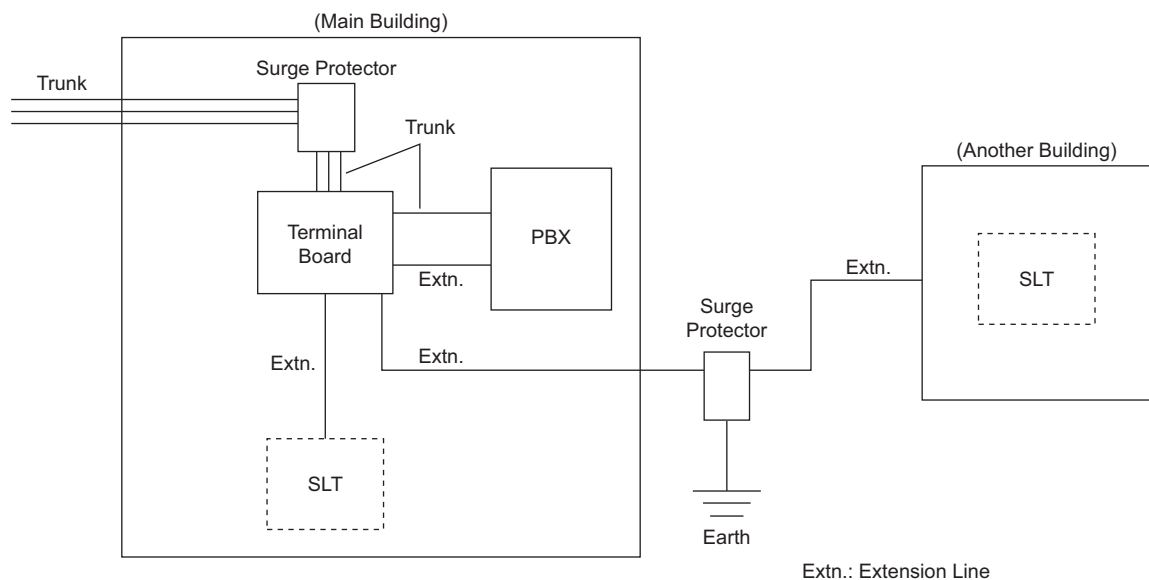 (Main Building)
Surge Protector
Trunk
Trunk
(Another Building)
Terminal
Board
PBX
Extn.
SLT
Extn.
Surge
Protector
Extn.
Extn.
SLT
Earth
Extn.: Extension Line